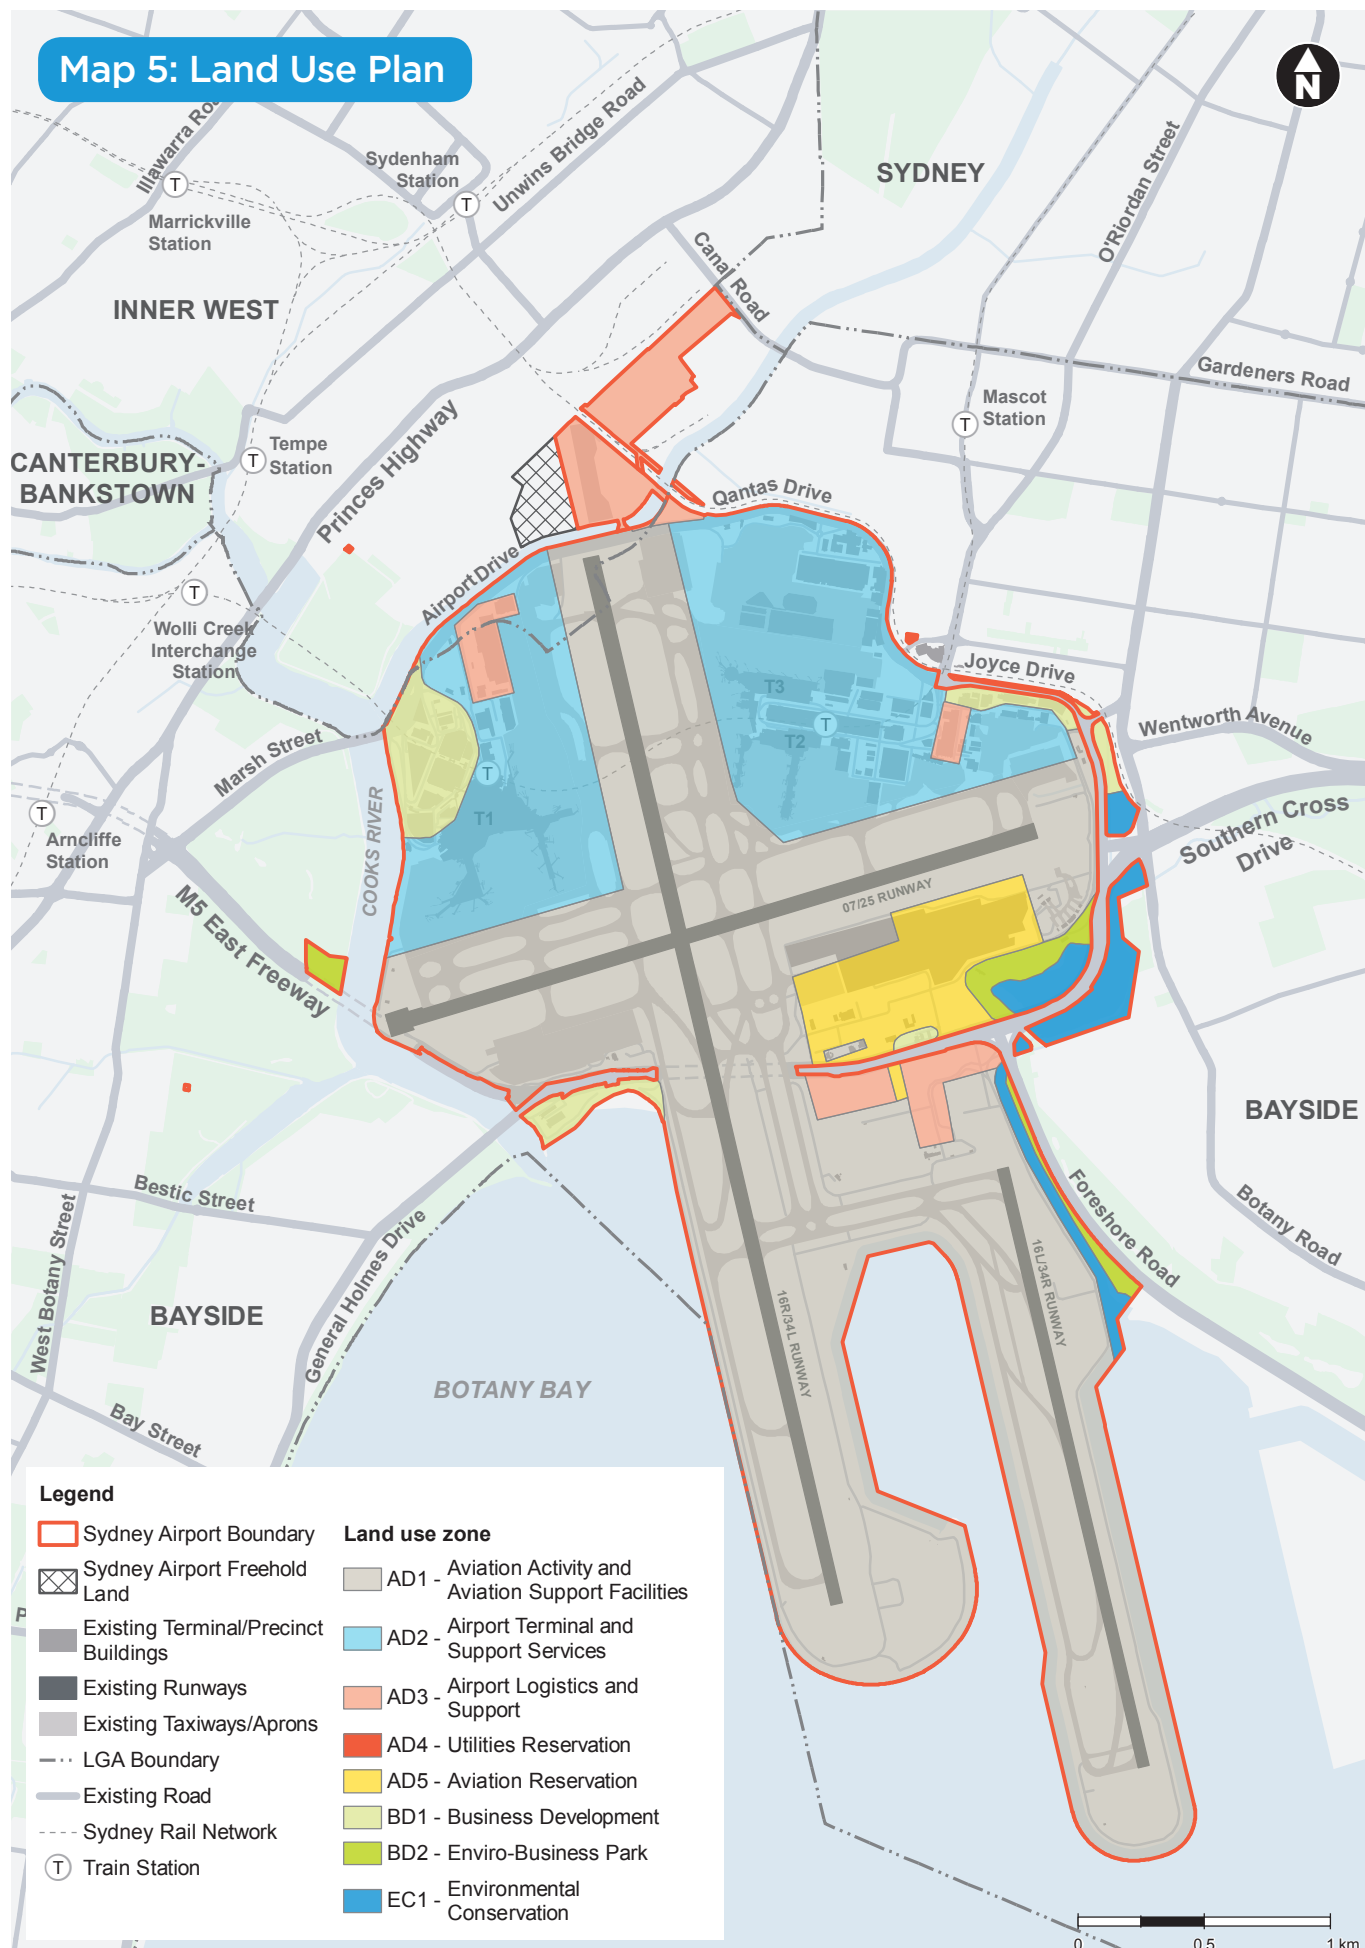 Map 5: Land Use Plan
N
Illawarra Roa
Sydenham
Station
Unwins Bridge Road
SYDNEY
O'Riordan Street
T
T
Marrickville
Station
Canal Road
INNER WEST
Gardeners Road
Mascot
Station
T
Princes Highway
Tempe
Station
T
CANTERBURY-
BANKSTOWN
Qantas Drive
Airport Drive
T
Wolli Creek
Interchange
Station
Joyce Drive
T3
T
T2
Wentworth Avenue
Marsh Street
T
T1
COOKS RIVER
T
Arncliffe
Station
Southern Cross
Drive
M5 East Freeway
07/25 RUNWAY
BAYSIDE
Bestic Street
West Botany Street
General Holmes Drive
Foreshore Road
Botany Road
16L/34R RUNWAY
16R/34L RUNWAY
BAYSIDE
BOTANY BAY
Bay Street
P
Legend
Sydney Airport Boundary
Sydney Airport Freehold
Land
Existing Terminal/Precinct
Buildings
Existing Runways
Existing Taxiways/Aprons
LGA Boundary
Existing Road
Sydney Rail Network
T Train Station
Land use zone
AD1 - Aviation Activity and
Aviation Support Facilities
AD2 - Airport Terminal and
Support Services
AD3 - Airport Logistics and
Support
AD4 - Utilities Reservation
AD5 - Aviation Reservation
BD1 - Business Development
BD2 - Enviro-Business Park
EC1 - Environmental
Conservation
0 0.5 1 km